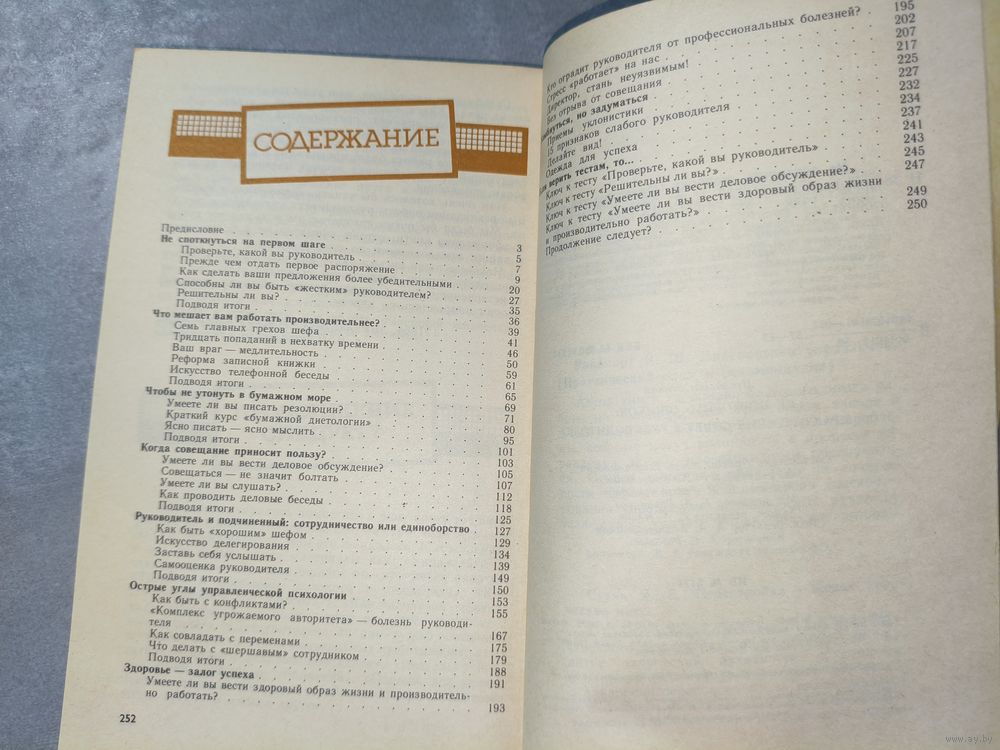 СОДЕРЖАНИЕ
Предисловие 3
Не споткнуться на первом шаге 5
Проверьте, какой вы руководитель 7
Прежде чем отдать первое распоряжение 9
Как сделать ваши предложения более убедительными 20
Способны ли вы быть «жестким» руководителем? 27
Решительны ли вы? 35
Подводя итоги 36
Что мешает вам работать производительнее? 39
Семь главных грехов шефа 41
Тридцать попаданий в нехватку времени 46
Ваш враг — медлительность 50
Реформа записной книжки 59
Искусство телефонной беседы 61
Подводя итоги 65
Чтобы не утонуть в бумажном море 69
Умеете ли вы писать резолюции? 71
Краткий курс «бумажной диетологии» 80
Ясно писать — ясно мыслить 95
Подводя итоги 101
Когда совещание приносит пользу? 103
Умеете ли вы вести деловое обсуждение? 105
Совещаться — не значит болтать 107
Умеете ли вы слушать? 112
Как проводить деловые беседы 118
Подводя итоги 125
Руководитель и подчиненный: сотрудничество или единоборство 127
Как быть «хорошим» шефом 129
Искусство делегирования 134
Заставь себя услышать 139
Самооценка руководителя 149
Подводя итоги 150
Острые углы управленческой психологии 153
Как быть с конфликтами? 155
«Комплекс угрожаемого авторитета» — болезнь руководи-
теля 167
Как совладать с переменами 175
Что делать с «шершавым» сотрудником 179
Подводя итоги 188
Здоровье — залог успеха 191
Умеете ли вы вести здоровый образ жизни и производитель-
но работать? 193
252
Кто оградит руководителя от профессиональных болезней? 195
Стресс «работает» на нас 202
Директор, стань неуязвимым! 207
Без отрыва от совещания 217
но задуматься 225
Приемы уклонистики 227
15 признаков слабого руководителя 232
Делайте вид! 234
Одежда для успеха 237
верить тестам, то... 241
Ключ к тесту «Проверьте, какой вы руководитель» 243
Ключ к тесту «Решительны ли вы?» 245
Ключ к тесту «Умеете ли вы вести деловое обсуждение?» 247
Ключ к тесту «Умеете ли вы вести здоровый образ жизни
и производительно работать?» 249
Продолжение следует? 250
www.ay.by